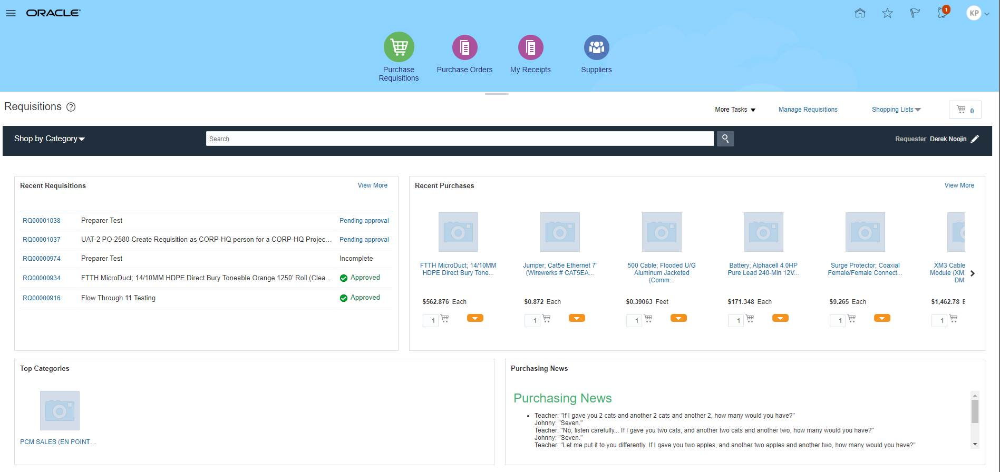 ORACLE
1
KP
Purchase
Requisitions
Purchase Orders
My Receipts
Suppliers
Requisitions ?
More Tasks
Manage Requisitions
Shopping Lists
0
Shop by Category
Search
Requester Derek Noojin
Recent Requisitions
View More
RQ00001038 Preparer Test Pending approval
RQ00001037 UAT-2 PO-2580 Create Requisition as CORP-HQ person for a CORP-HQ Projec... Pending approval
RQ00000974 Preparer Test Incomplete
RQ00000934 FTTH MicroDuct; 14/10MM HDPE Direct Bury Toneable Orange 1250' Roll (Clea... Approved
RQ00000916 Flow Through 11 Testing Approved
Recent Purchases
View More
FTTH MicroDuct; 14/10MM
HDPE Direct Bury Tone...
$562.876 Each
1
Jumper; Cat5e Ethernet 7'
(Wirewerks # CAT5EA...
$0.872 Each
1
500 Cable; Flooded U/G
Aluminum Jacketed
(Comm...
$0.39063 Feet
1
Battery; Alphacell 4.0HP
Pure Lead 240-Min 12V...
$171.348 Each
1
Surge Protector; Coaxial
Female/Female Connect...
$9.265 Each
1
XM3 Cable
Module (XM
DM
$1,462.78 E
1
Top Categories
PCM SALES (EN POINT...
Purchasing News
Purchasing News
• Teacher: "If I gave you 2 cats and another 2 cats and another 2, how many would you have?"
Johnny: "Seven."
Teacher: "No, listen carefully... If I gave you two cats, and another two cats and another two, how many would you have?"
Johnny: "Seven."
Teacher: "Let me put it to you differently. If I gave you two apples, and another two apples and another two, how many would you have?"